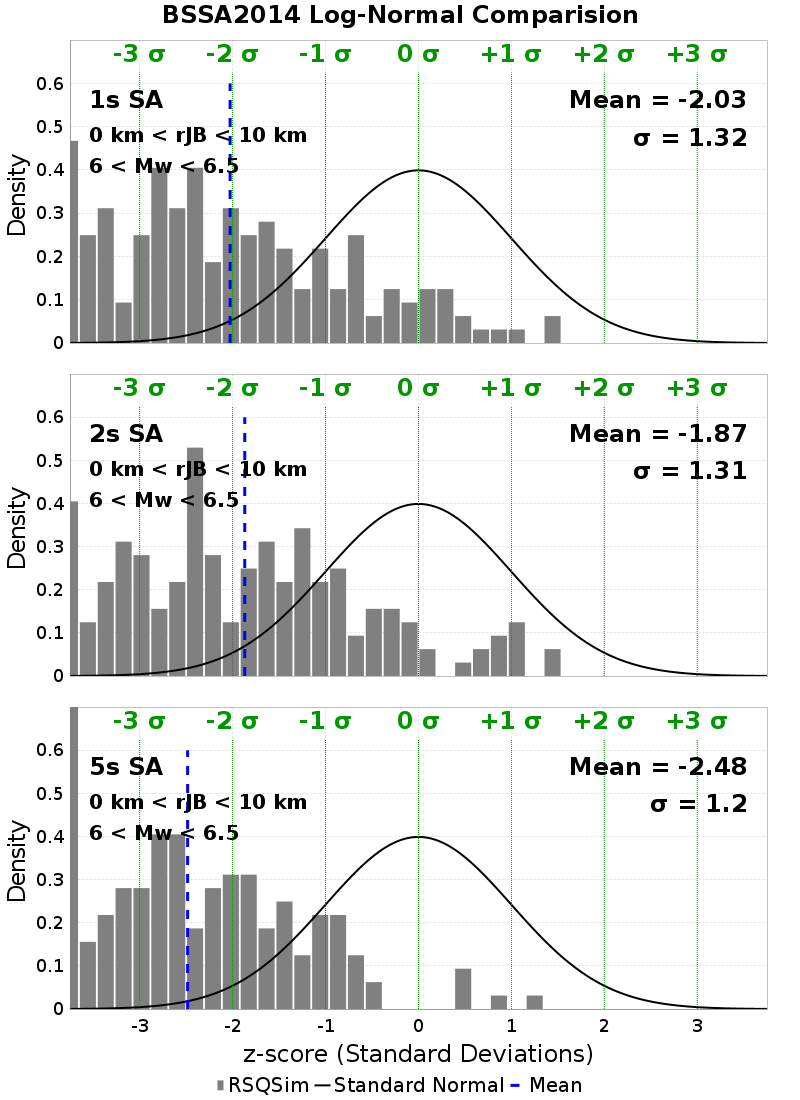 BSSA2014 Log-Normal Comparision
-3 σ -2 σ -1 σ 0 σ +1 σ +2 σ +3 σ
1s SA
Mean = -2.03
0 km < rJB < 10 km
σ = 1.32
6 < Mw < 6.5
Density
0.6
0.5
0.4
0.3
0.2
0.1
0
-3 σ -2 σ -1 σ 0 σ +1 σ +2 σ +3 σ
2s SA
Mean = -1.87
0 km < rJB < 10 km
σ = 1.31
6 < Mw < 6.5
Density
0.6
0.5
0.4
0.3
0.2
0.1
0
-3 σ -2 σ -1 σ 0 σ +1 σ +2 σ +3 σ
5s SA
Mean = -2.48
0 km < rJB < 10 km
σ = 1.2
6 < Mw < 6.5
Density
0.6
0.5
0.4
0.3
0.2
0.1
0
-3 -2 -1 0 1 2 3
z-score (Standard Deviations)
RSQSim Standard Normal Mean